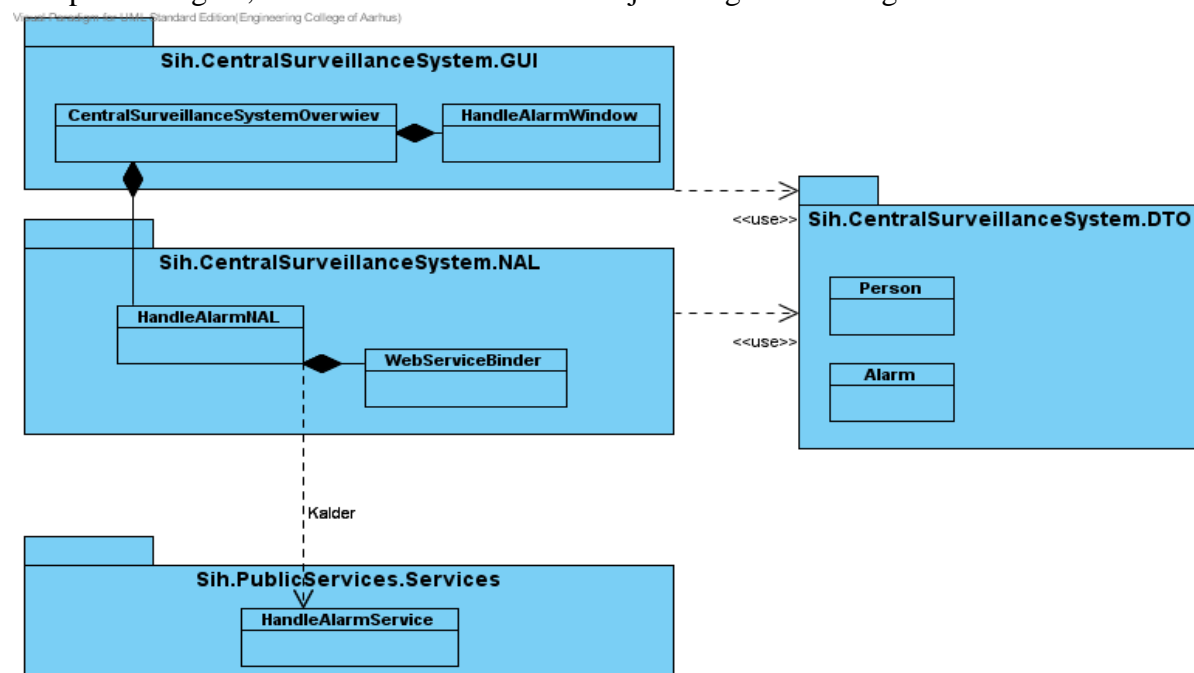 Visual Paradigm for UML Standard Edition(Engineering College of Aarhus)
Sih.CentralSurveillanceSystem.GUI
CentralSurveillanceSystemOverwiev
HandleAlarmWindow
<<use>>
Sih.CentralSurveillanceSystem.DTO
Sih.CentralSurveillanceSystem.NAL
Person
HandleAlarmNAL
<<use>>
WebServiceBinder
Alarm
Kalder
Sih.PublicServices.Services
HandleAlarmService